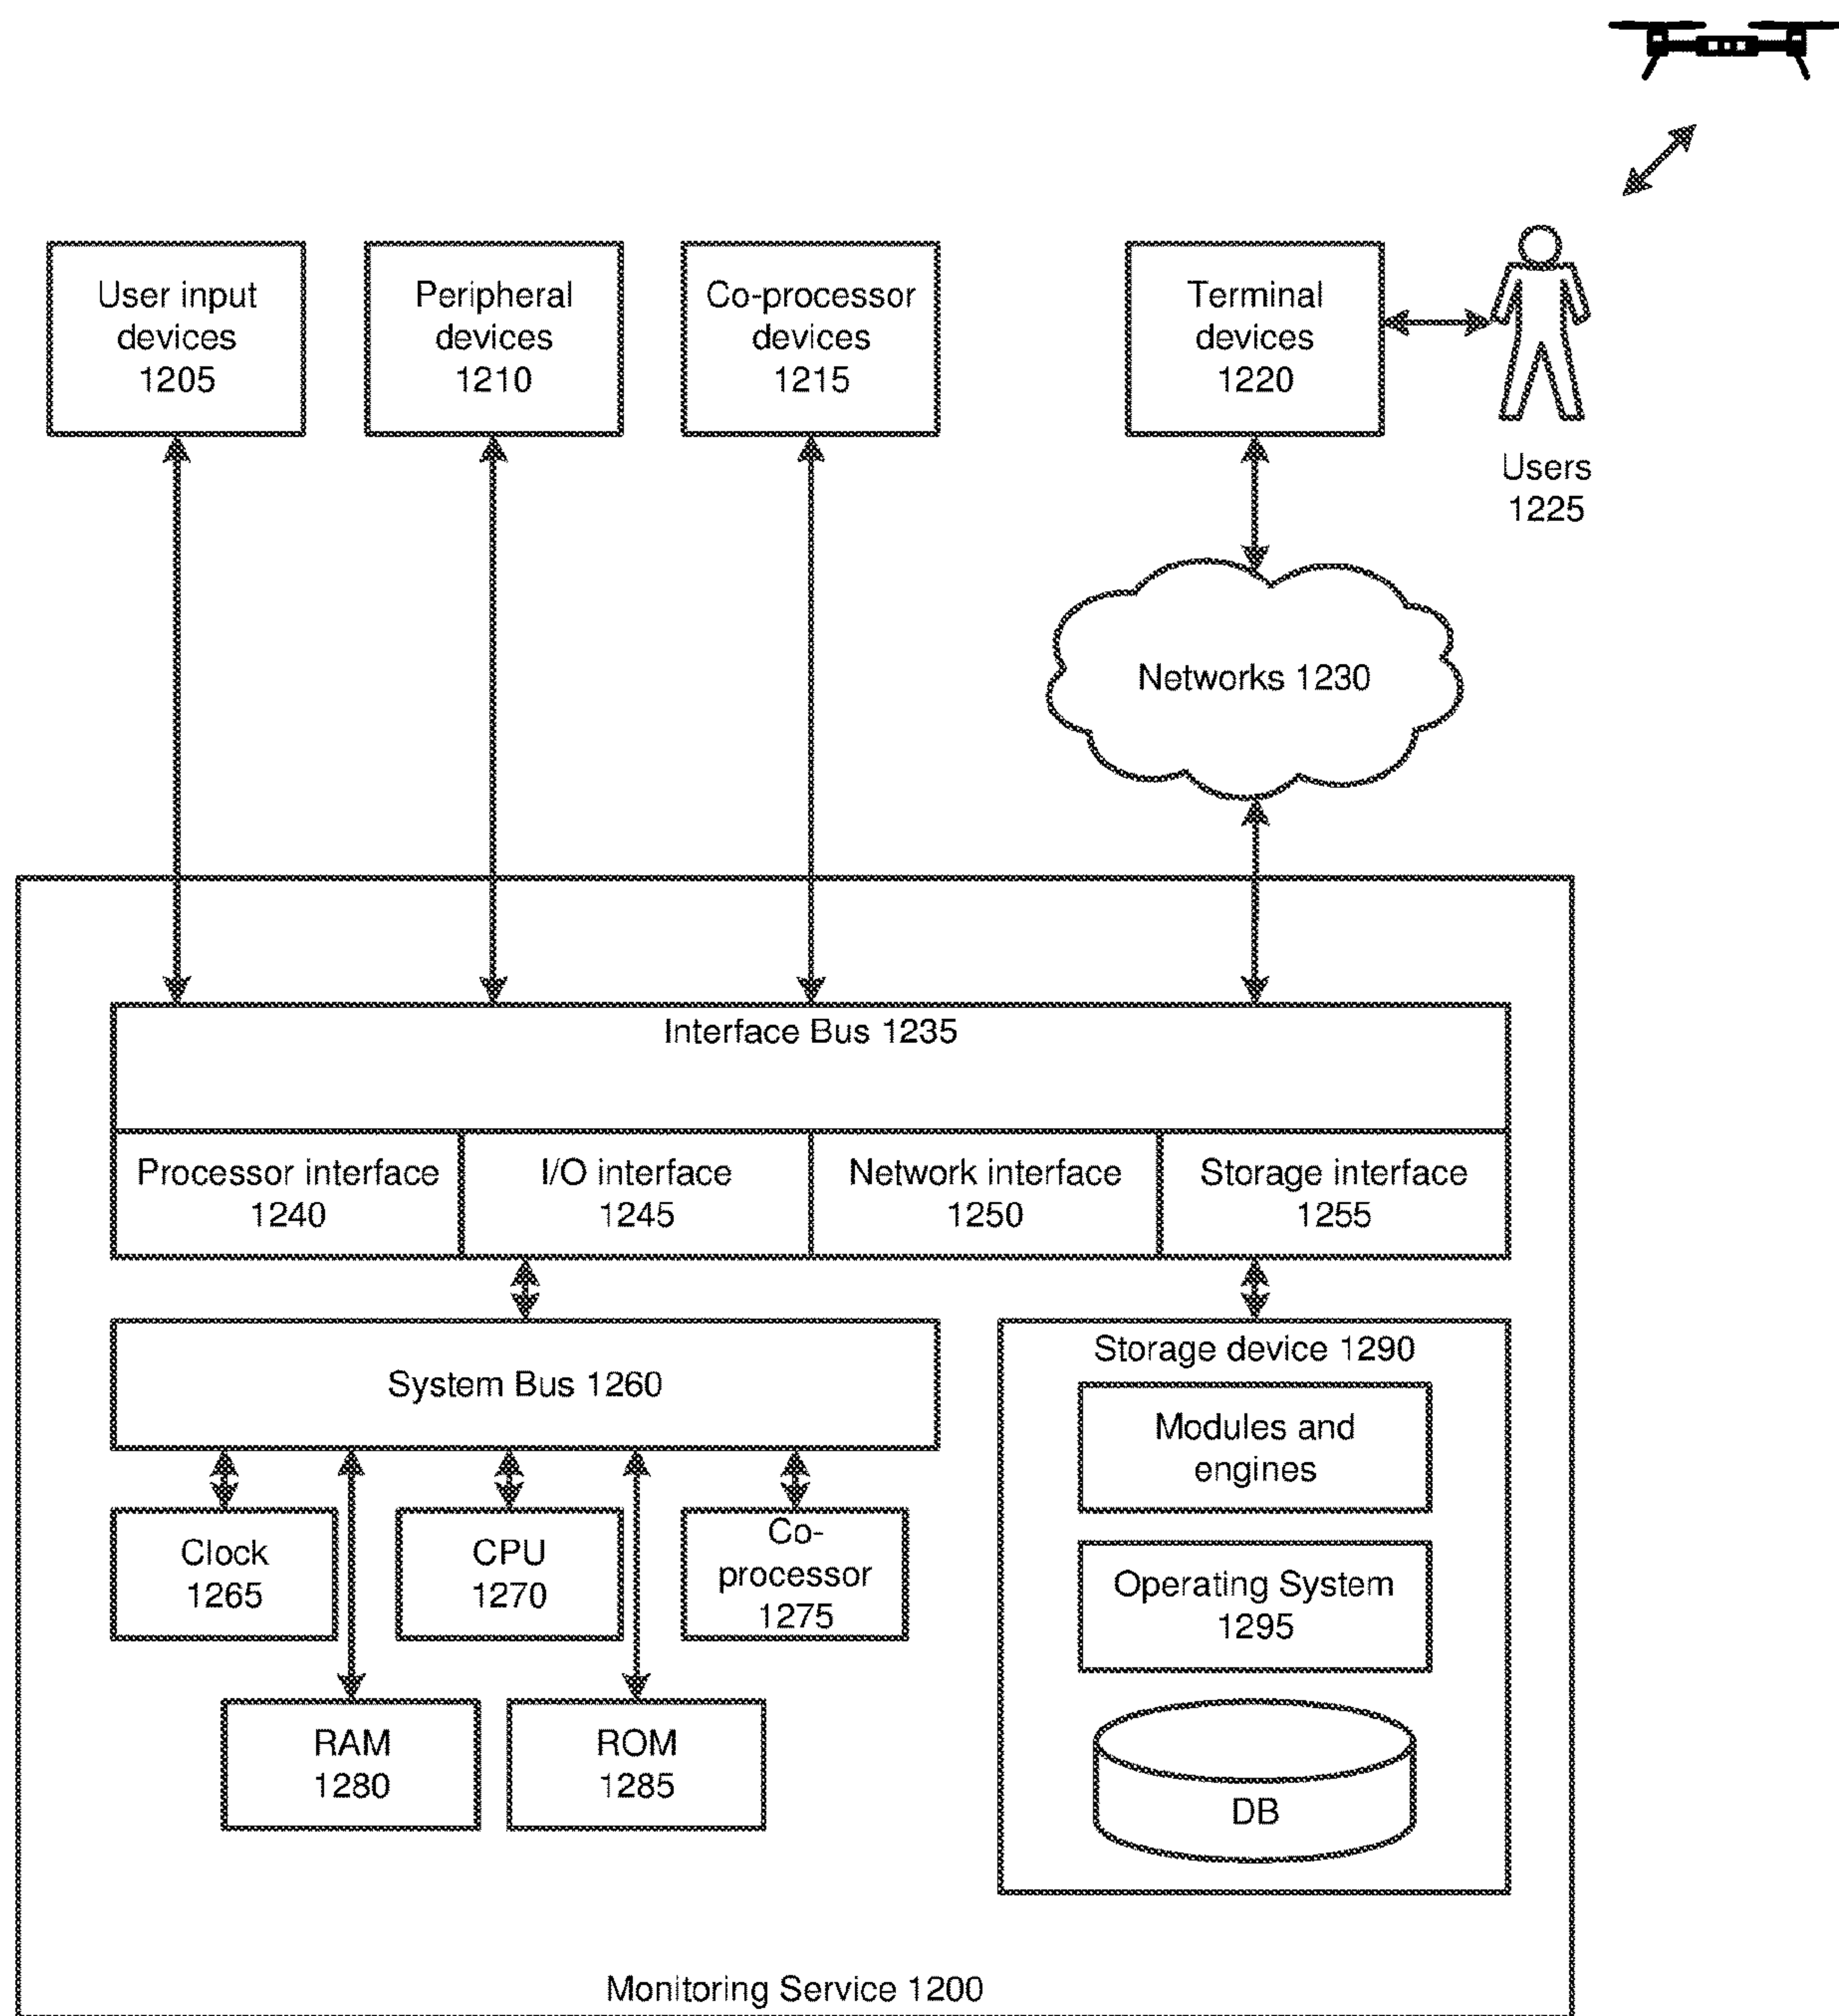 User input
devices
1205
Peripheral
devices
1210
Co-processor
devices
1215
Terminal
devices
1220
Users
1225
Networks 1230
Interface Bus 1235
Processor interface
1240
I/O interface
1245
Network interface
1250
Storage interface
1255
System Bus 1260
Storage device 1290
Modules and
engines
Clock
1265
CPU
1270
Co-
processor
1275
Operating System
1295
RAM
1280
ROM
1285
DB
Monitoring Service 1200